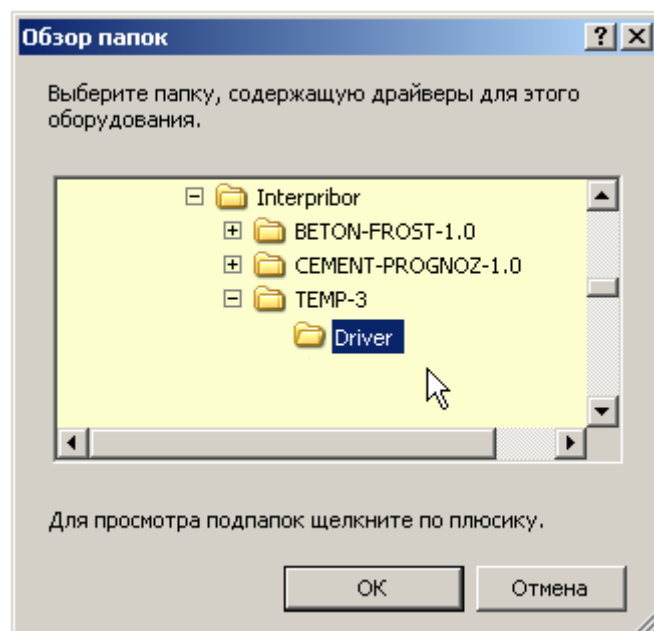 Обзор папок
Выберите папку, содержащую драйверы для этого
оборудования.
Interpribor
BETON-FROST-1.0
CEMENT-PROGNOZ-1.0
TEMP-3
Driver
Для просмотра подпапок щелкните по плюсику.
ОК
Отмена